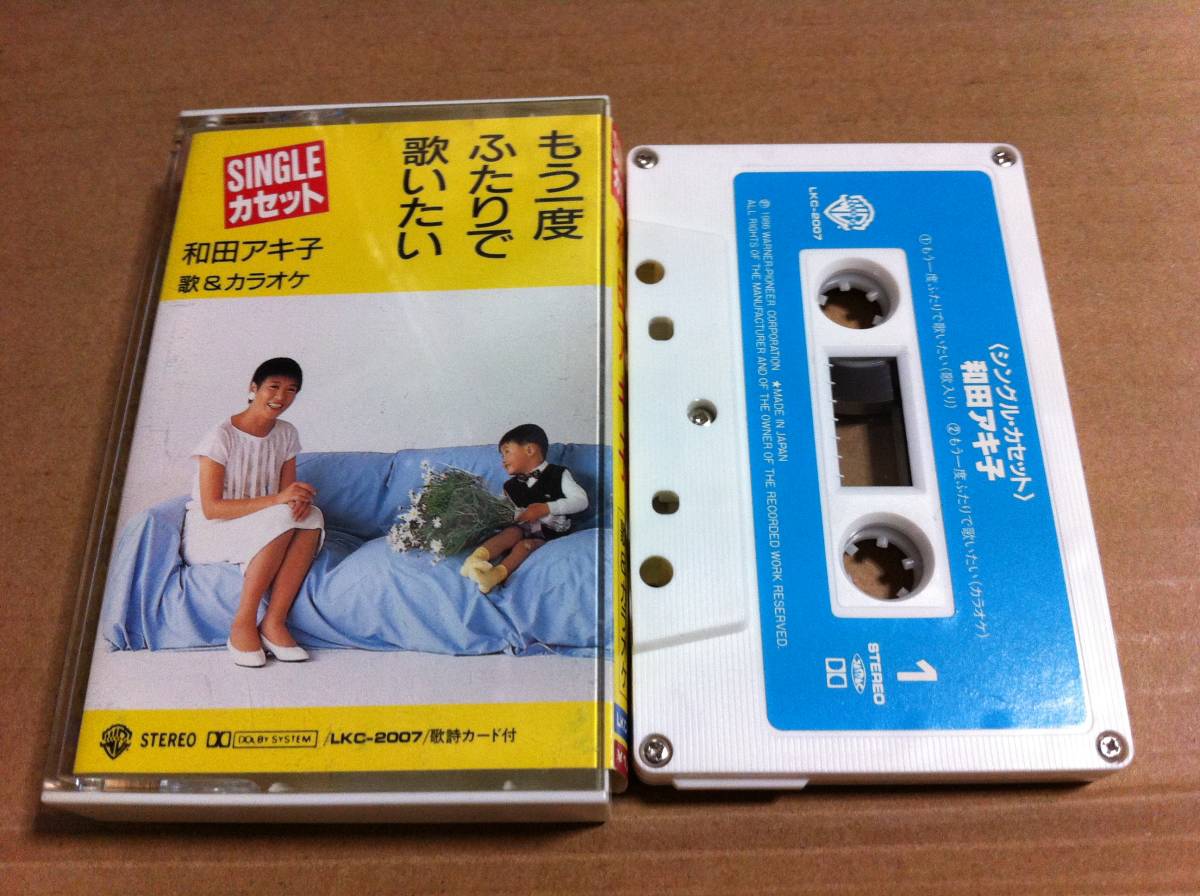 SINGLE
カセット
もう一度
ふたりで
歌いたい
和田アキ子
歌&カラオケ
STEREO DOLBY SYSTEM /LKC-2007/歌詩カード付
LKC-2007
〈シングル・カセット〉
和田アキ子
①もう一度ふたりで歌いたい(歌入り) ②もう一度ふたりで歌いたい(カラオケ)
Ⓟ 1986 WARNER-PIONEER CORPORATION ★MADE IN JAPAN
ALL RIGHTS OF THE MANUFACTURER AND OF THE OWNER OF THE RECORDED WORK RESERVED.
1
STEREO